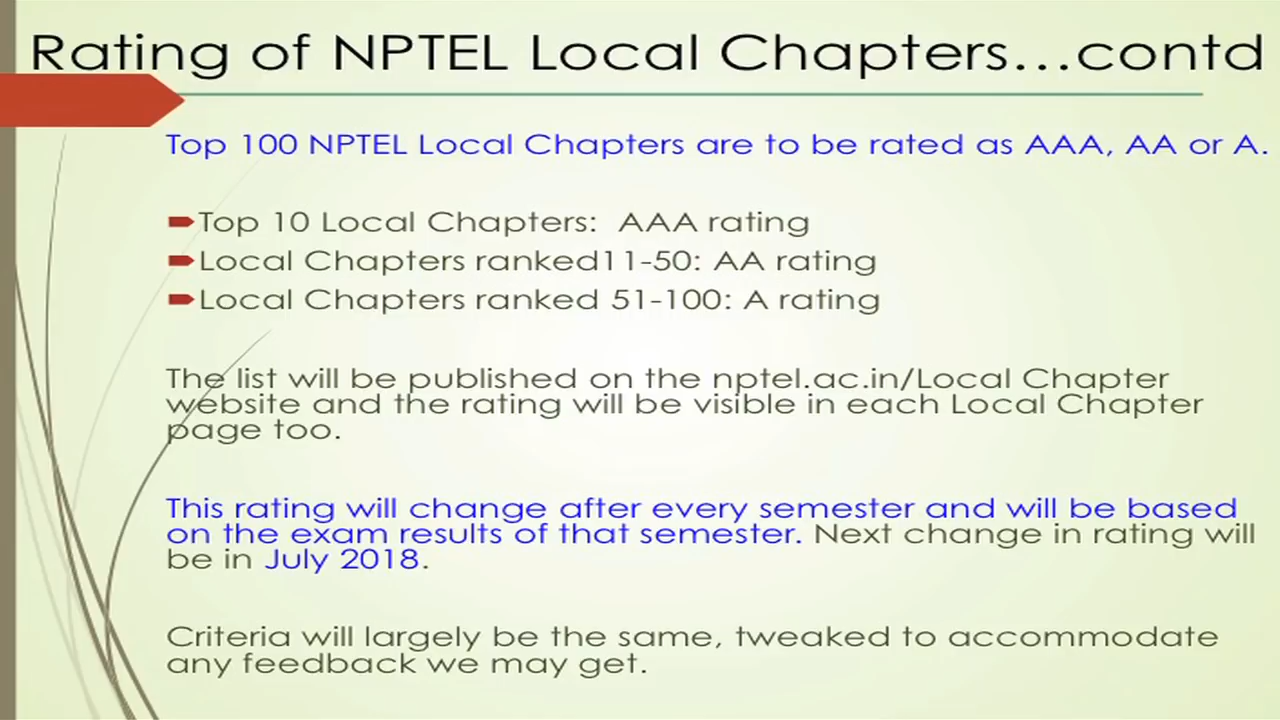 Rating of NPTEL Local Chapters...contd
Top 100 NPTEL Local Chapters are to be rated as AAA, AA or A.
Top 10 Local Chapters: AAA rating
Local Chapters ranked11-50: AA rating
Local Chapters ranked 51-100: A rating
The list will be published on the nptel.ac.in/Local Chapter
website and the rating will be visible in each Local Chapter
page too.
This rating will change after every semester and will be based
on the exam results of that semester. Next change in rating will
be in July 2018.
Criteria will largely be the same, tweaked to accommodate
any feedback we may get.